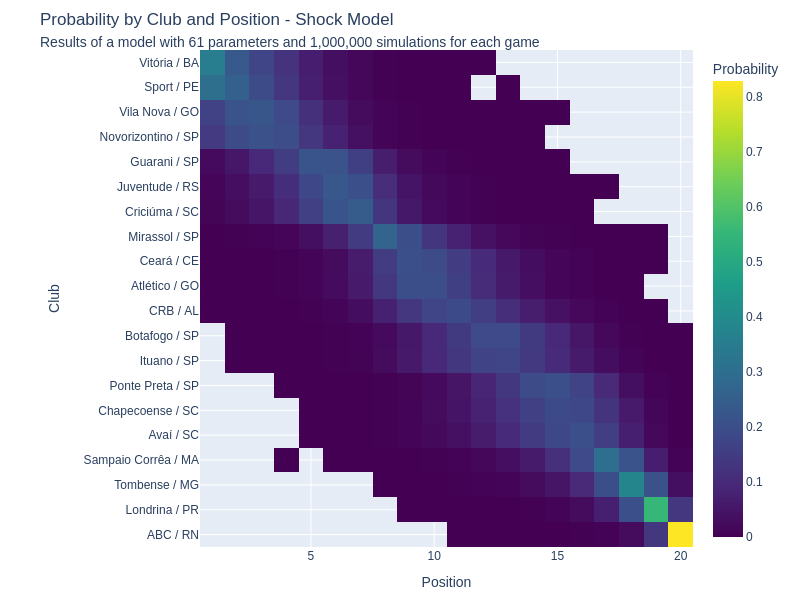 Probability by Club and Position - Shock Model
Results of a model with 61 parameters and 1,000,000 simulations for each game
Probability
Vitória / BA
Sport / PE
Vila Nova / GO
Novorizontino / SP
Guarani / SP
Juventude / RS
Criciúma / SC
Mirassol / SP
Ceará / CE
Atlético / GO
CRB / AL
Botafogo / SP
Ituano / SP
Ponte Preta / SP
Chapecoense / SC
Avaí / SC
Sampaio Corrêa / MA
Tombense / MG
Londrina / PR
ABC / RN
Club
5
10
15
20
Position
0.8
0.7
0.6
0.5
0.4
0.3
0.2
0.1
0